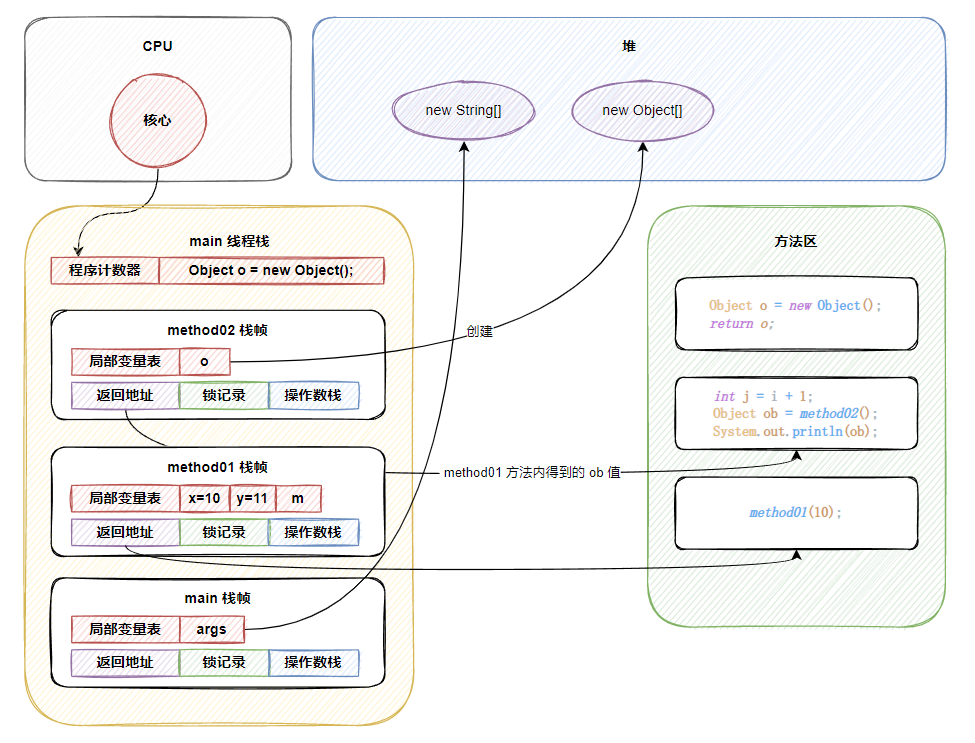 CPU
核心
堆
new String[]
new Object[]
main 线程栈
程序计数器
Object o = new Object();
method02 栈帧
局部变量表
o
返回地址
锁记录
操作数栈
创建
method01 栈帧
局部变量表
x=10
y=11
m
返回地址
锁记录
操作数栈
method01 方法内得到的 ob 值
main 栈帧
局部变量表
args
返回地址
锁记录
操作数栈
方法区
Object o = new Object();
return o;
int j = i + 1;
Object ob = method02();
System.out.println(ob);
method01(10);